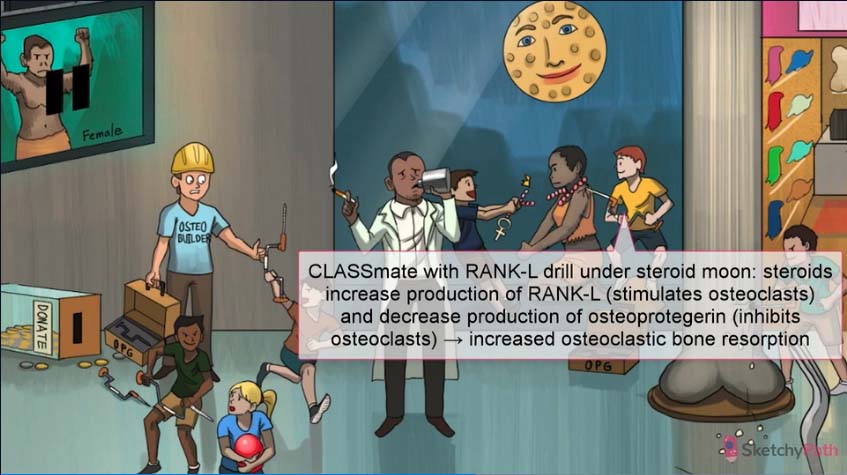 Female
OSTEO
BUILDER
CLASSmate with RANK-L drill under steroid moon: steroids
increase production of RANK-L (stimulates osteoclasts)
and decrease production of osteoprotegerin (inhibits
osteoclasts) → increased osteoclastic bone resorption
DONATE
OPG
OPG
SketchyPath